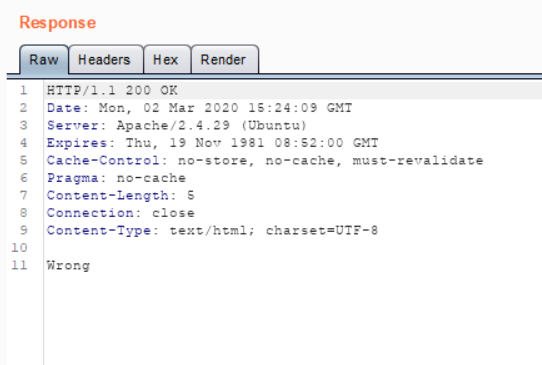 Response
Raw Headers Hex Render
1 HTTP/1.1 200 OK
2 Date: Mon, 02 Mar 2020 15:24:09 GMT
3 Server: Apache/2.4.29 (Ubuntu)
4 Expires: Thu, 19 Nov 1981 08:52:00 GMT
5 Cache-Control: no-store, no-cache, must-revalidate
6 Pragma: no-cache
7 Content-Length: 5
8 Connection: close
9 Content-Type: text/html; charset=UTF-8
10
11 Wrong